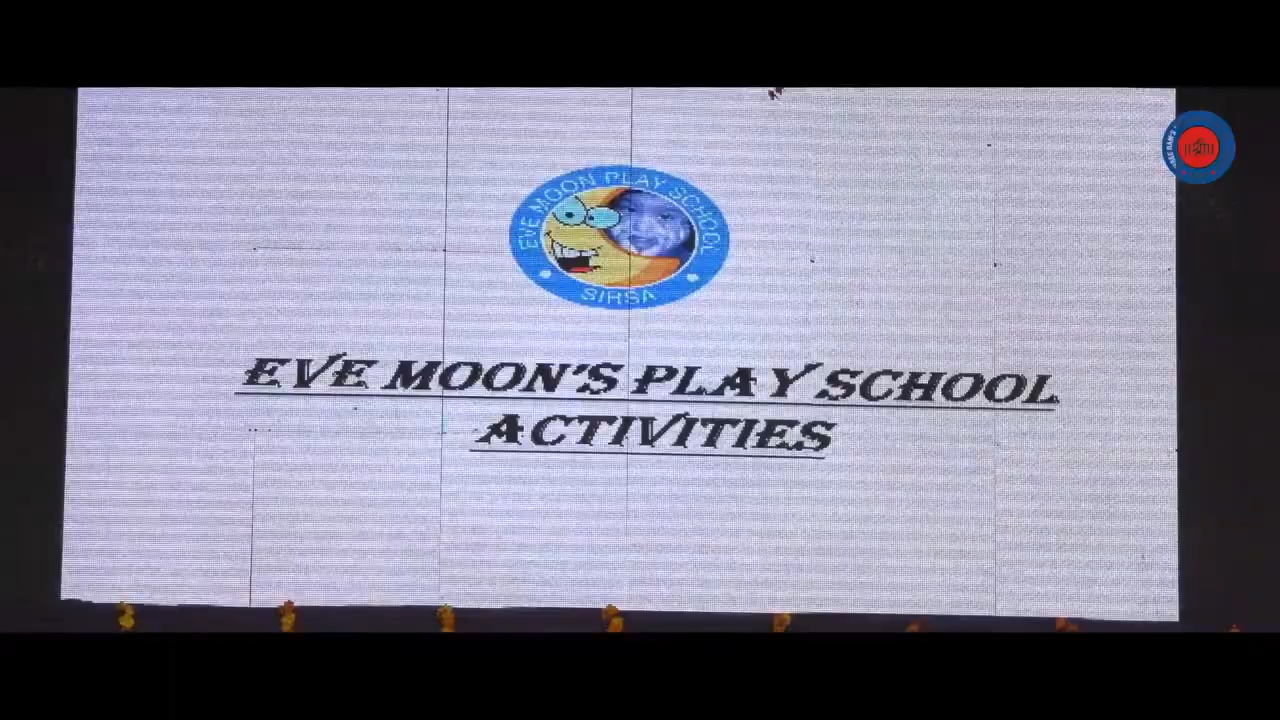 EVE MOON PLAY SCHOOL
SIRSA
EVE MOON'S PLAY SCHOOL
ACTIVITIES